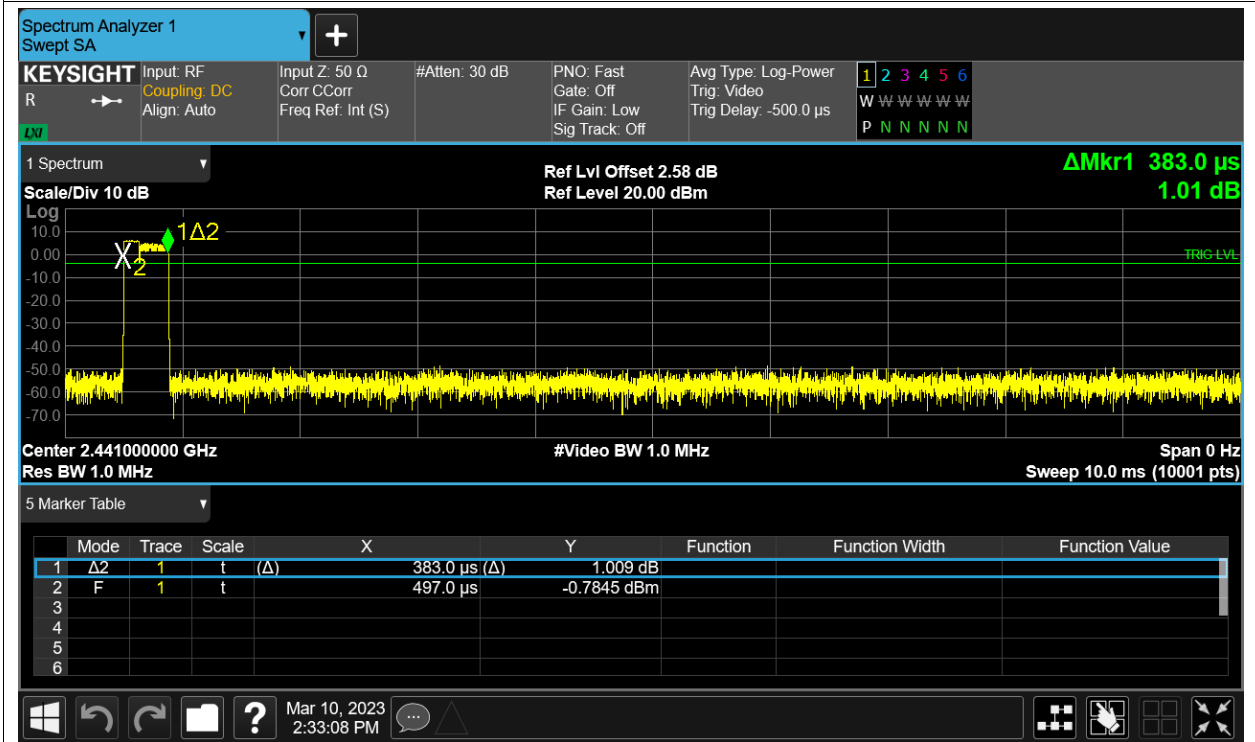 Spectrum Analyzer 1
Swept SA
KEYSIGHT Input: RF Input Z: 50 Ω #Atten: 30 dB PNO: Fast Avg Type: Log-Power 1 2 3 4 5 6
R Coupling: DC Corr CCorr Gate: Off Trig: Video W W W W W W
Align: Auto Freq Ref: Int (S) IF Gain: Low Trig Delay: -500.0 µs
LXI Sig Track: Off P N N N N N
1 Spectrum Ref Lvl Offset 2.58 dB ΔMkr1 383.0 µs
Scale/Div 10 dB Ref Level 20.00 dBm 1.01 dB
Log
10.0 1Δ2
0.00 X TRIG LVL
2
-10.0
-20.0
-30.0
-40.0
-50.0
-60.0
-70.0
Center 2.441000000 GHz #Video BW 1.0 MHz Span 0 Hz
Res BW 1.0 MHz Sweep 10.0 ms (10001 pts)
5 Marker Table
Mode Trace Scale X Y Function Function Width Function Value
1 Δ2 1 t (Δ) 383.0 µs (Δ) 1.009 dB
2 F 1 t 497.0 µs -0.7845 dBm
3
4
5
6
? Mar 10, 2023
2:33:08 PM